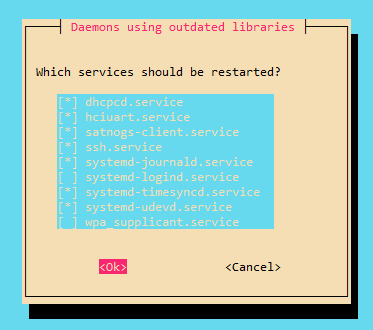 Daemons using outdated libraries
Which services should be restarted?
[*] dhcpcd.service
[*] hciuart.service
[*] satnogs-client.service
[*] ssh.service
[*] systemd-journald.service
[ ] systemd-logind.service
[*] systemd-timesyncd.service
[*] systemd-udevd.service
[ ] wpa_supplicant.service
<Ok> <Cancel>